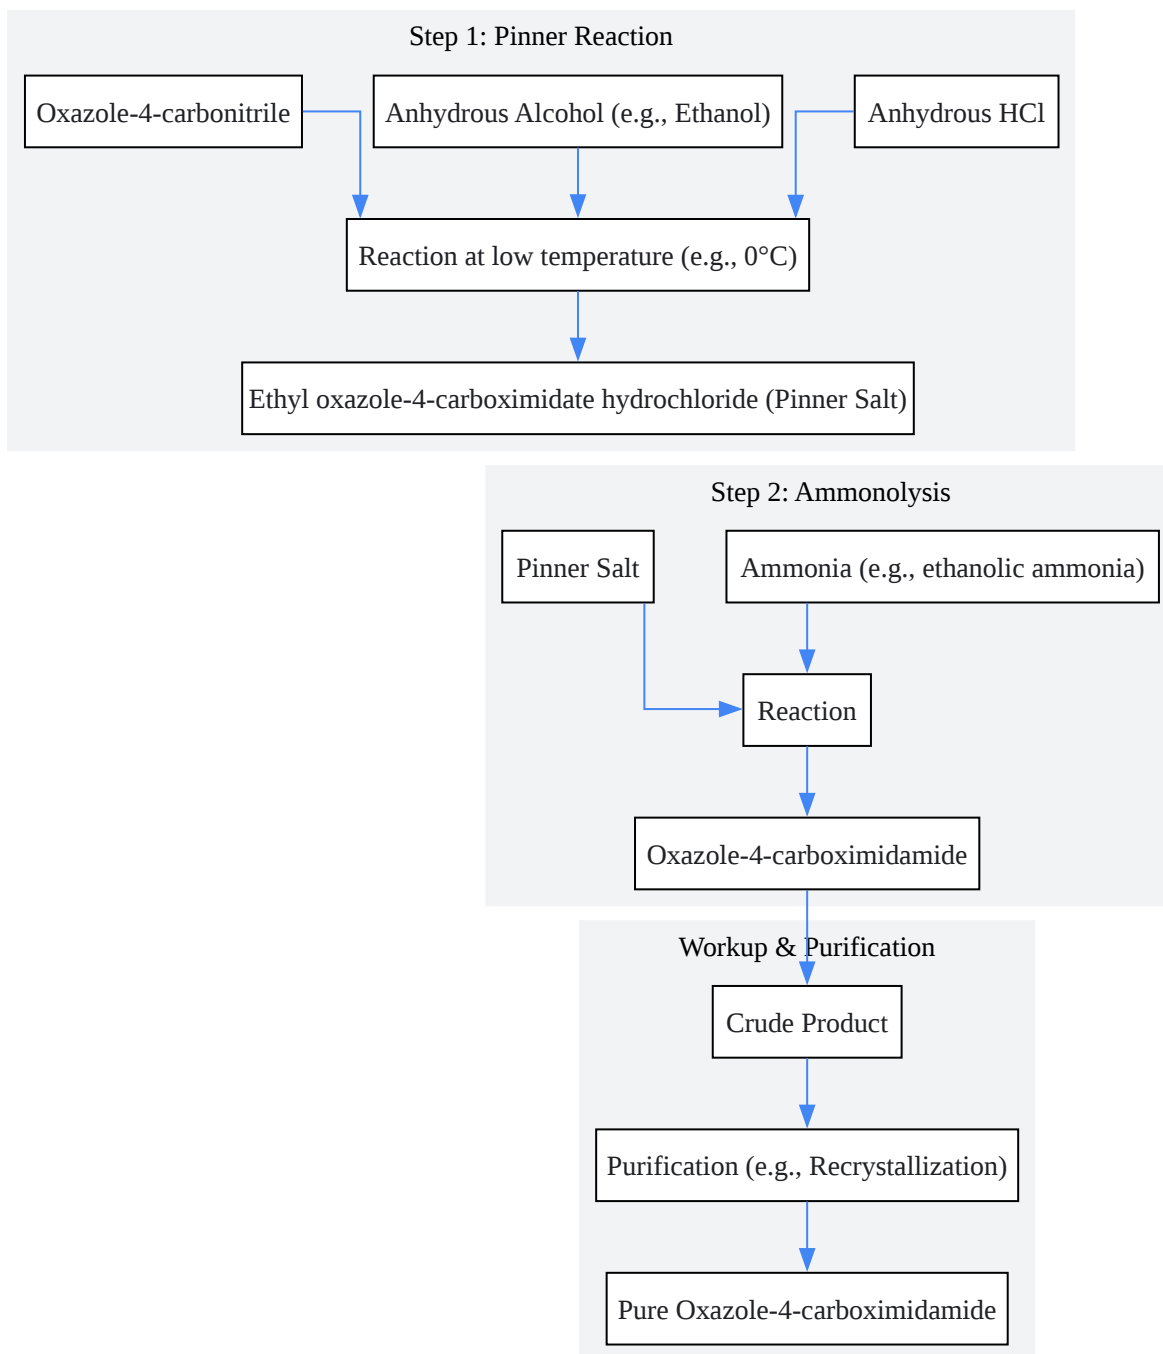 Step 1: Pinner Reaction
Oxazole-4-carbonitrile
Anhydrous Alcohol (e.g., Ethanol)
Anhydrous HCl
Reaction at low temperature (e.g., 0°C)
Ethyl oxazole-4-carboximidate hydrochloride (Pinner Salt)
Step 2: Ammonolysis
Pinner Salt
Ammonia (e.g., ethanolic ammonia)
Reaction
Oxazole-4-carboximidamide
Workup & Purification
Crude Product
Purification (e.g., Recrystallization)
Pure Oxazole-4-carboximidamide